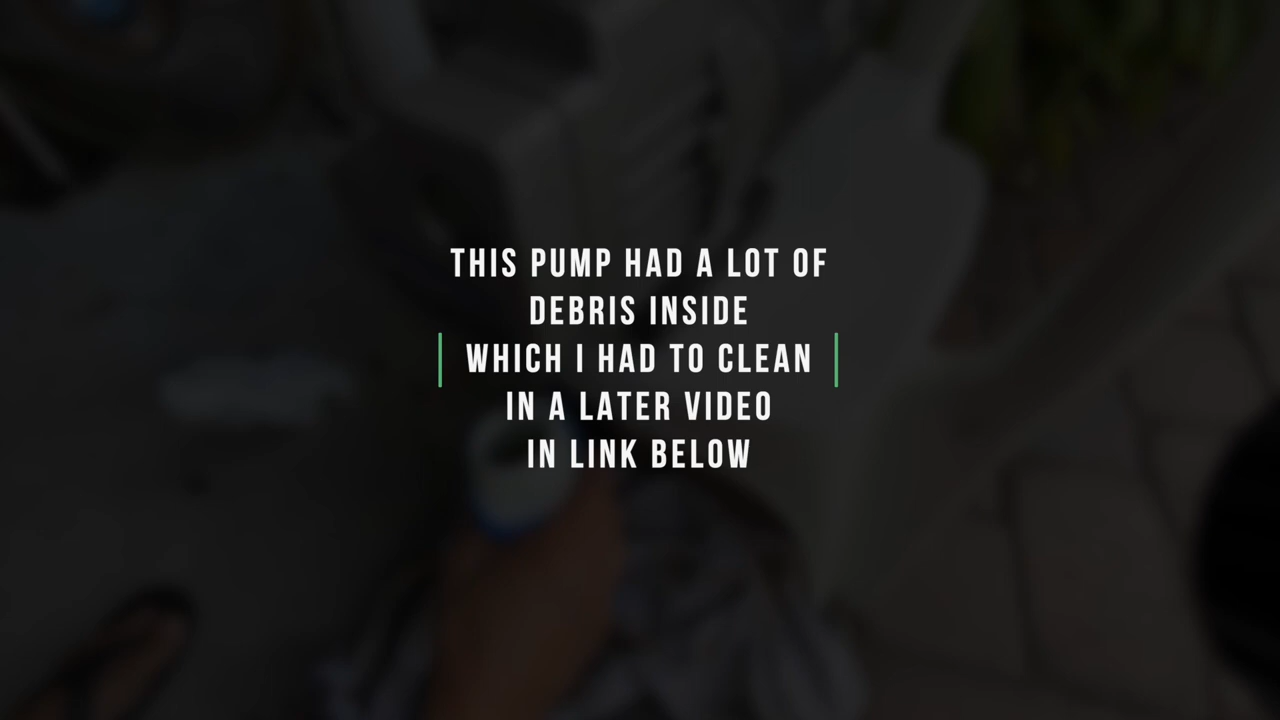 THIS PUMP HAD A LOT OF
DEBRIS INSIDE
WHICH I HAD TO CLEAN
IN A LATER VIDEO
IN LINK BELOW